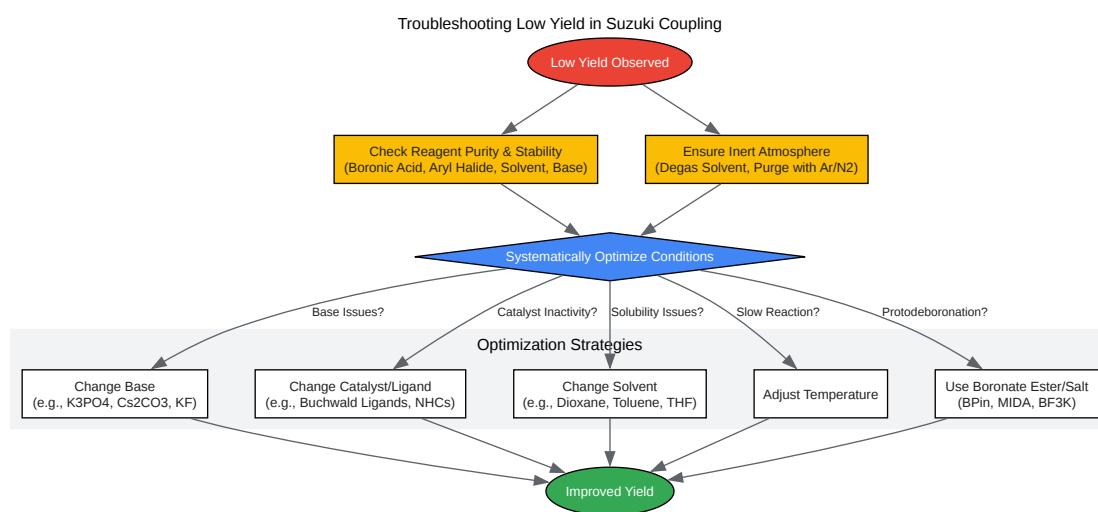 Troubleshooting Low Yield in Suzuki Coupling
Low Yield Observed
Check Reagent Purity & Stability
(Boronic Acid, Aryl Halide, Solvent, Base)
Ensure Inert Atmosphere
(Degas Solvent, Purge with Ar/N2)
Systematically Optimize Conditions
Base Issues?
Catalyst Inactivity?
Solubility Issues?
Slow Reaction?
Protodeboronation?
Optimization Strategies
Change Base
(e.g., K3PO4, Cs2CO3, KF)
Change Catalyst/Ligand
(e.g., Buchwald Ligands, NHCs)
Change Solvent
(e.g., Dioxane, Toluene, THF)
Adjust Temperature
Use Boronate Ester/Salt
(BPin, MIDA, BF3K)
Improved Yield